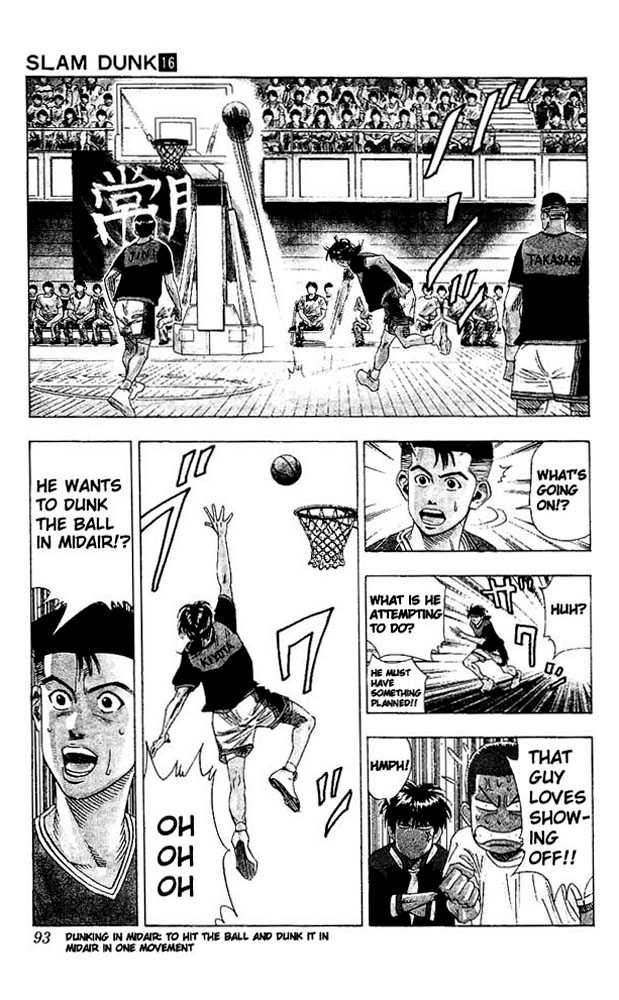 SLAM DUNK 16
常
JIN
TAKASAGO
WHAT'S
GOING
ON!?
HUH?
WHAT IS HE
ATTEMPTING
TO DO?
HE MUST
HAVE
SOMETHING
PLANNED!!
THAT
GUY
LOVES
SHOW-
ING
OFF!!
HMPH!
KIYOTA
OH
OH
OH
HE WANTS
TO DUNK
THE BALL
IN MIDAIR!?
93
DUNKING IN MIDAIR: TO HIT THE BALL AND DUNK IT IN
MIDAIR IN ONE MOVEMENT